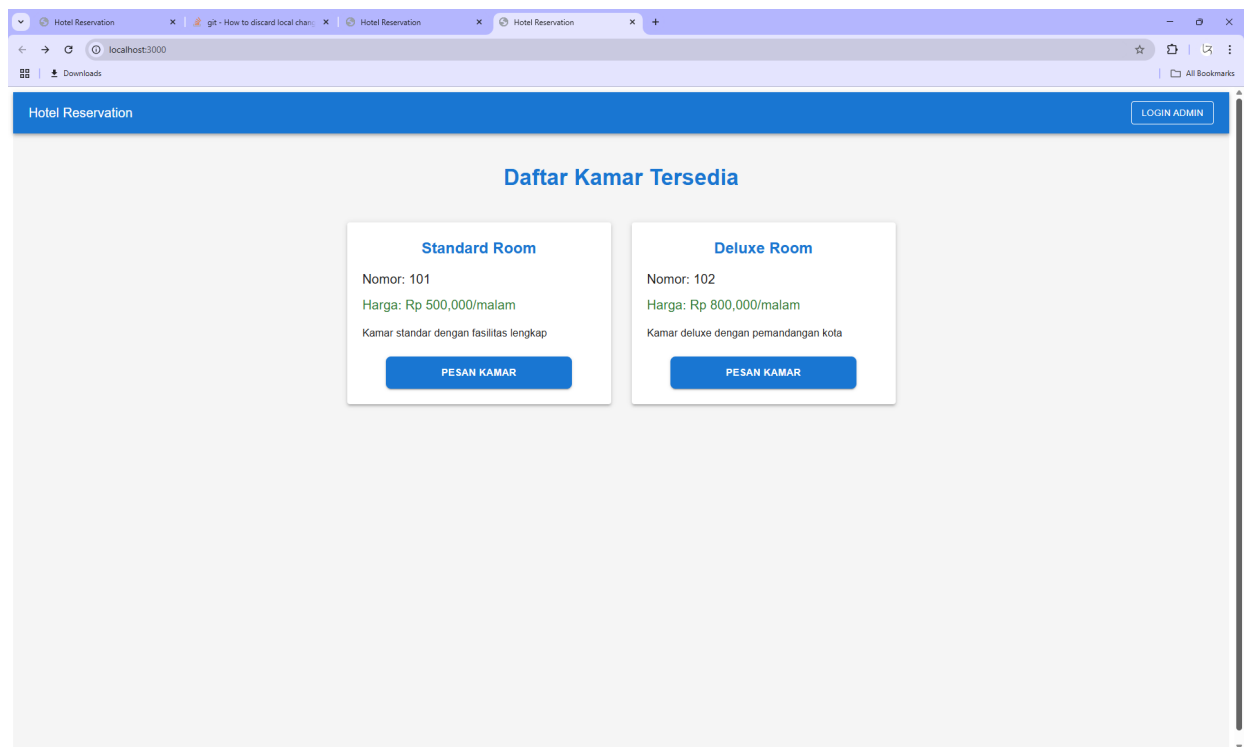 Hotel Reservation
git - How to discard local chang
Hotel Reservation
Hotel Reservation
localhost:3000
Downloads
All Bookmarks
Hotel Reservation
LOGIN ADMIN
Daftar Kamar Tersedia
Standard Room
Nomor: 101
Harga: Rp 500,000/malam
Kamar standar dengan fasilitas lengkap
PESAN KAMAR
Deluxe Room
Nomor: 102
Harga: Rp 800,000/malam
Kamar deluxe dengan pemandangan kota
PESAN KAMAR